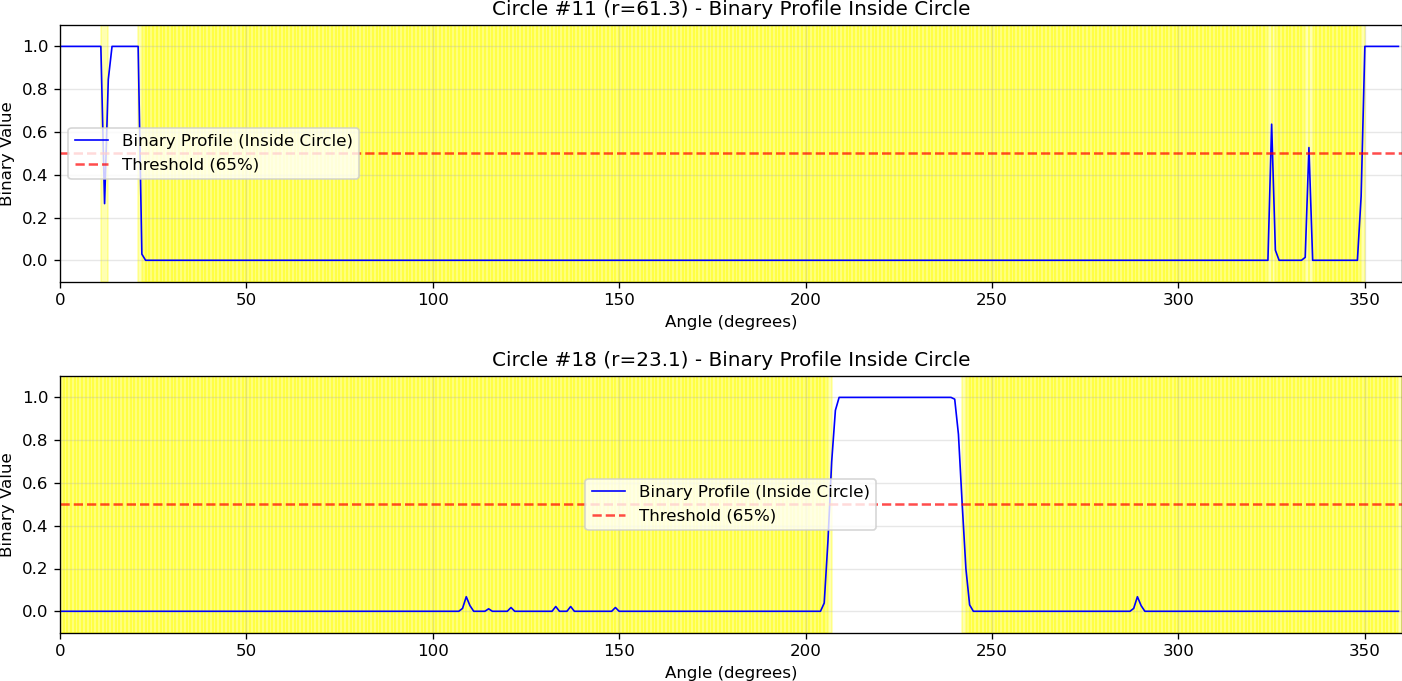 Circle #11 (r=61.3) - Binary Profile Inside Circle
Binary Value
1.0
0.8
0.6
0.4
0.2
0.0
Binary Profile (Inside Circle)
Threshold (65%)
0 50 100 150 200 250 300 350
Angle (degrees)
Circle #18 (r=23.1) - Binary Profile Inside Circle
Binary Value
1.0
0.8
0.6
0.4
0.2
0.0
Binary Profile (Inside Circle)
Threshold (65%)
0 50 100 150 200 250 300 350
Angle (degrees)